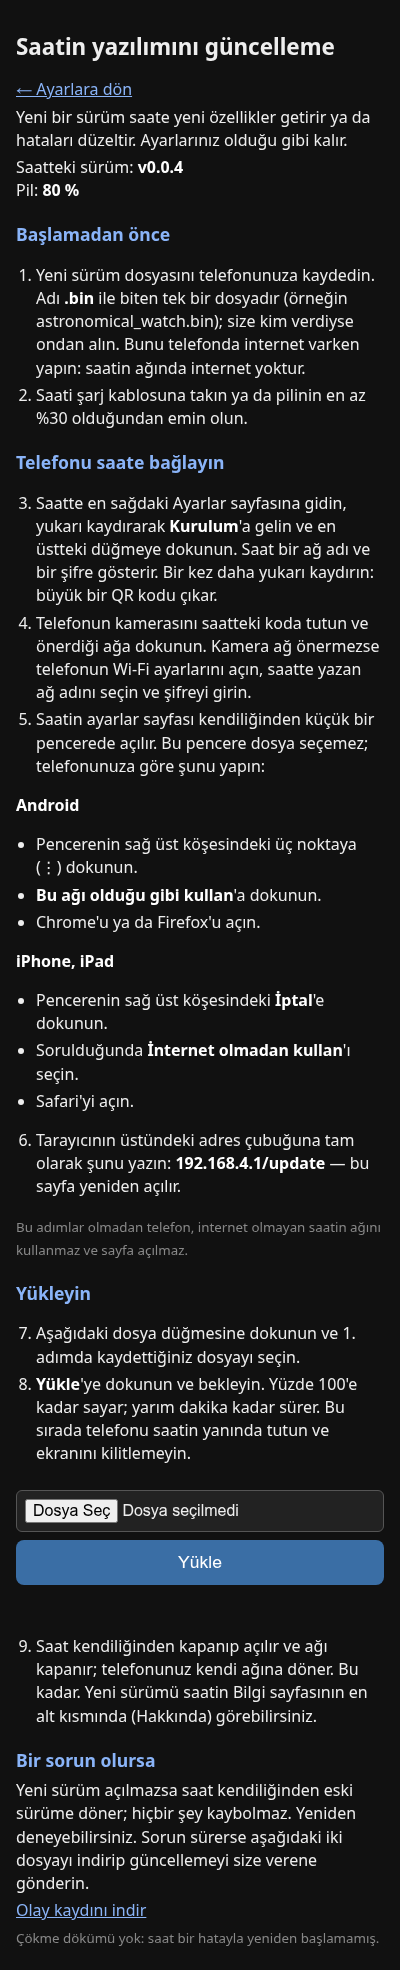 Saatin yazılımını güncelleme
← Ayarlara dön
Yeni bir sürüm saate yeni özellikler getirir ya da
hataları düzeltir. Ayarlarınız olduğu gibi kalır.
Saatteki sürüm: v0.0.4
Pil: 80 %
Başlamadan önce
1. Yeni sürüm dosyasını telefonunuza kaydedin.
Adı .bin ile biten tek bir dosyadır (örneğin
astronomical_watch.bin); size kim verdiyse
ondan alın. Bunu telefonda internet varken
yapın: saatin ağında internet yoktur.
2. Saati şarj kablosuna takın ya da pilinin en az
%30 olduğundan emin olun.
Telefonu saate bağlayın
3. Saatte en sağdaki Ayarlar sayfasına gidin,
yukarı kaydırarak Kurulum'a gelin ve en
üstteki düğmeye dokunun. Saat bir ağ adı ve
bir şifre gösterir. Bir kez daha yukarı kaydırın:
büyük bir QR kodu çıkar.
4. Telefonun kamerasını saatteki koda tutun ve
önerdiği ağa dokunun. Kamera ağ önermezse
telefonun Wi-Fi ayarlarını açın, saatte yazan
ağ adını seçin ve şifreyi girin.
5. Saatin ayarlar sayfası kendiliğinden küçük bir
pencerede açılır. Bu pencere dosya seçemez;
telefonunuza göre şunu yapın:
Android
• Pencerenin sağ üst köşesindeki üç noktaya
(⋮) dokunun.
• Bu ağı olduğu gibi kullan'a dokunun.
• Chrome'u ya da Firefox'u açın.
iPhone, iPad
• Pencerenin sağ üst köşesindeki İptal'e
dokunun.
• Sorulduğunda İnternet olmadan kullan'ı
seçin.
• Safari'yi açın.
6. Tarayıcının üstündeki adres çubuğuna tam
olarak şunu yazın: 192.168.4.1/update — bu
sayfa yeniden açılır.
Bu adımlar olmadan telefon, internet olmayan saatin ağını
kullanmaz ve sayfa açılmaz.
Yükleyin
7. Aşağıdaki dosya düğmesine dokunun ve 1.
adımda kaydettiğiniz dosyayı seçin.
8. Yükle'ye dokunun ve bekleyin. Yüzde 100'e
kadar sayar; yarım dakika kadar sürer. Bu
sırada telefonu saatin yanında tutun ve
ekranını kilitlemeyin.
Dosya Seç Dosya seçilmedi
Yükle
9. Saat kendiliğinden kapanıp açılır ve ağı
kapanır; telefonunuz kendi ağına döner. Bu
kadar. Yeni sürümü saatin Bilgi sayfasının en
alt kısmında (Hakkında) görebilirsiniz.
Bir sorun olursa
Yeni sürüm açılmazsa saat kendiliğinden eski
sürüme döner; hiçbir şey kaybolmaz. Yeniden
deneyebilirsiniz. Sorun sürerse aşağıdaki iki
dosyayı indirip güncellemeyi size verene
gönderin.
Olay kaydını indir
Çökme dökümü yok: saat bir hatayla yeniden başlamamış.